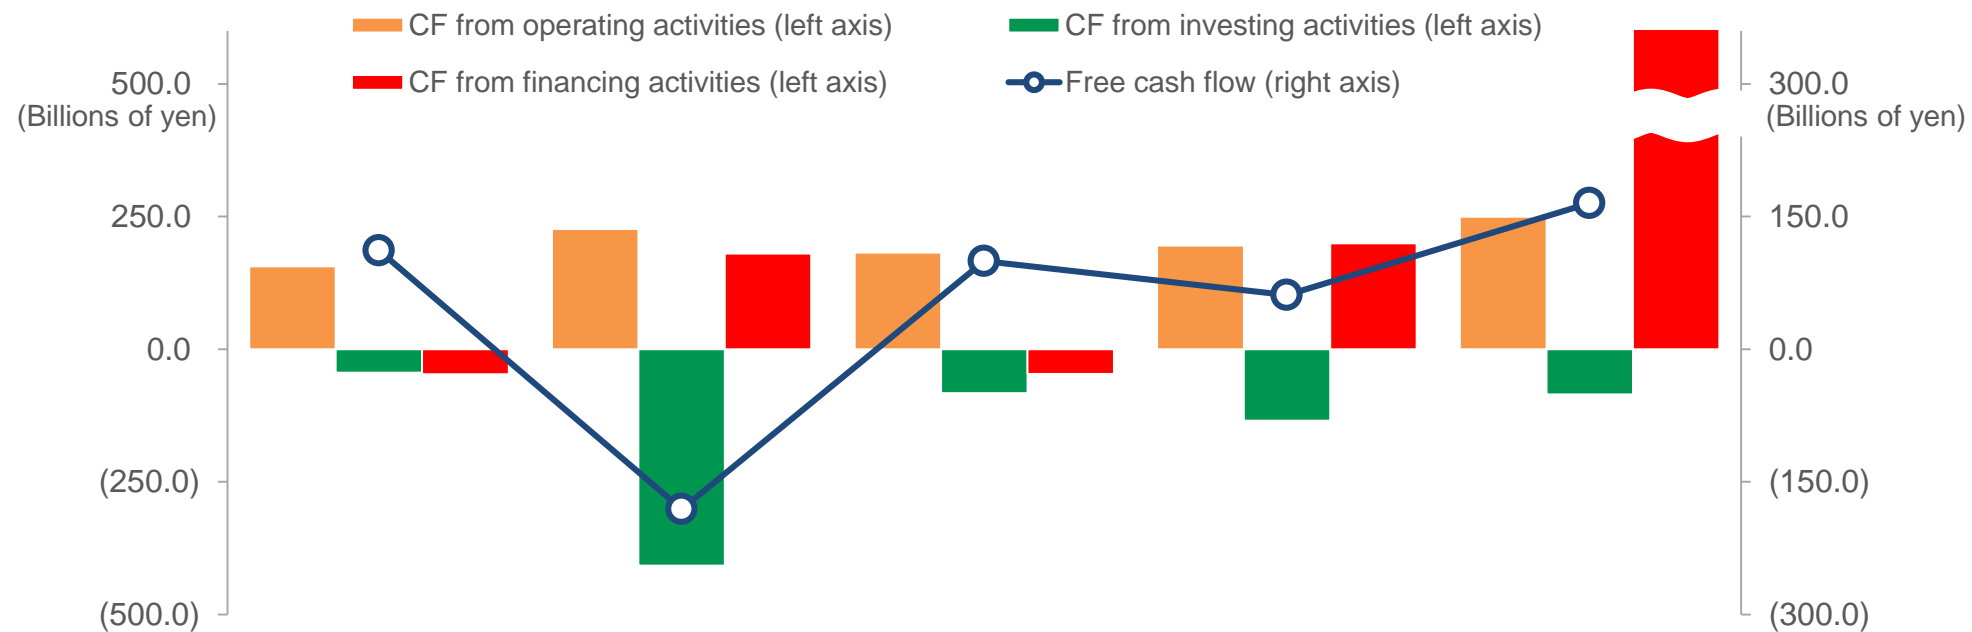 CF from operating activities (left axis)
CF from investing activities (left axis)
CF from financing activities (left axis)
Free cash flow (right axis)
500.0
(Billions of yen)
250.0
0.0
(250.0)
(500.0)
300.0
(Billions of yen)
150.0
0.0
(150.0)
(300.0)